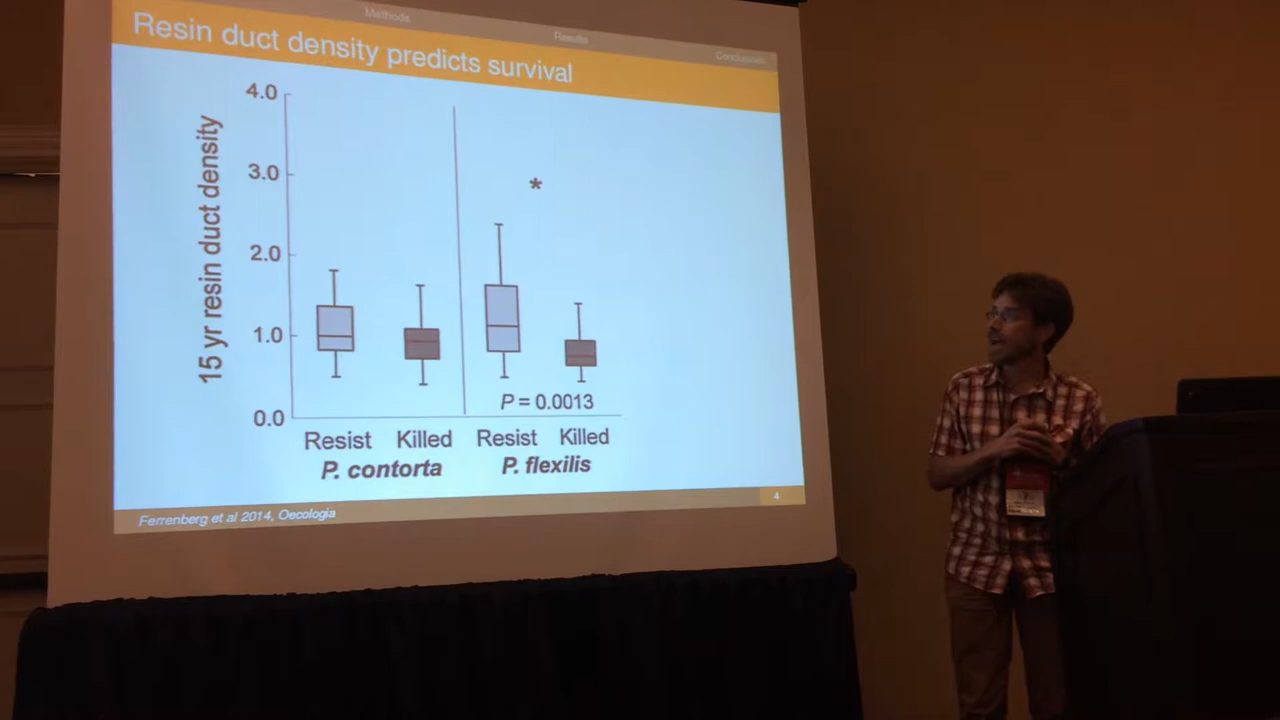 Methods
Results
Conclusions
Resin duct density predicts survival
15 yr resin duct density
4.0
3.0
2.0
1.0
0.0
*
P = 0.0013
Resist Killed Resist Killed
P. contorta P. flexilis
4
Ferrenberg et al 2014, Oecologia